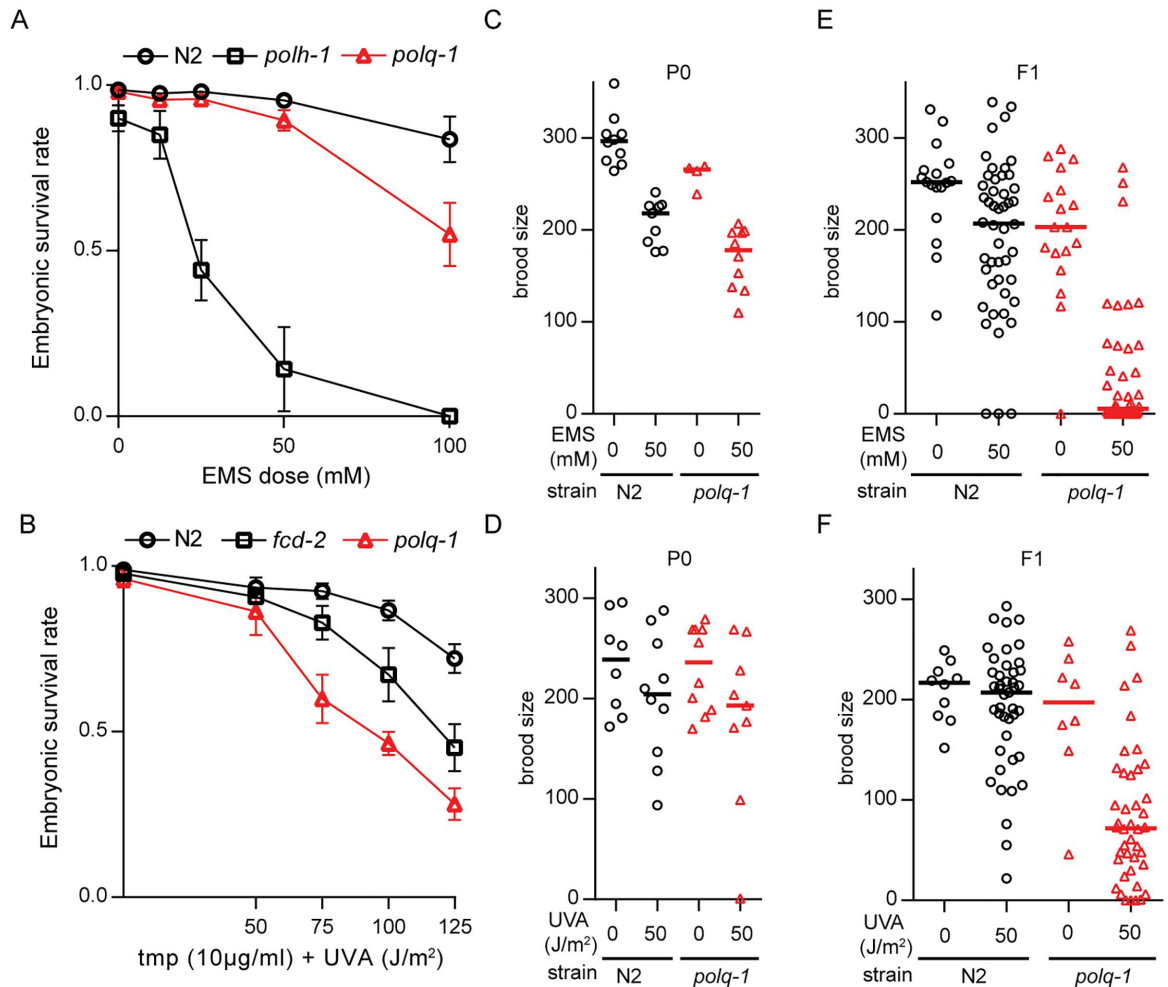 A
N2 polh-1 polq-1
1.0
0.5
0.0
Embryonic survival rate
0 50 100
EMS dose (mM)
B
N2 fcd-2 polq-1
1.0
0.5
0.0
Embryonic survival rate
50 75 100 125
tmp (10µg/ml) + UVA (J/m²)
C
P0
300
200
100
0
brood size
EMS
(mM) 0 50 0 50
strain N2 polq-1
D
P0
300
200
100
0
brood size
UVA
(J/m²) 0 50 0 50
strain N2 polq-1
E
F1
300
200
100
0
brood size
EMS
(mM) 0 50 0 50
strain N2 polq-1
F
F1
300
200
100
0
brood size
UVA
(J/m²) 0 50 0 50
strain N2 polq-1